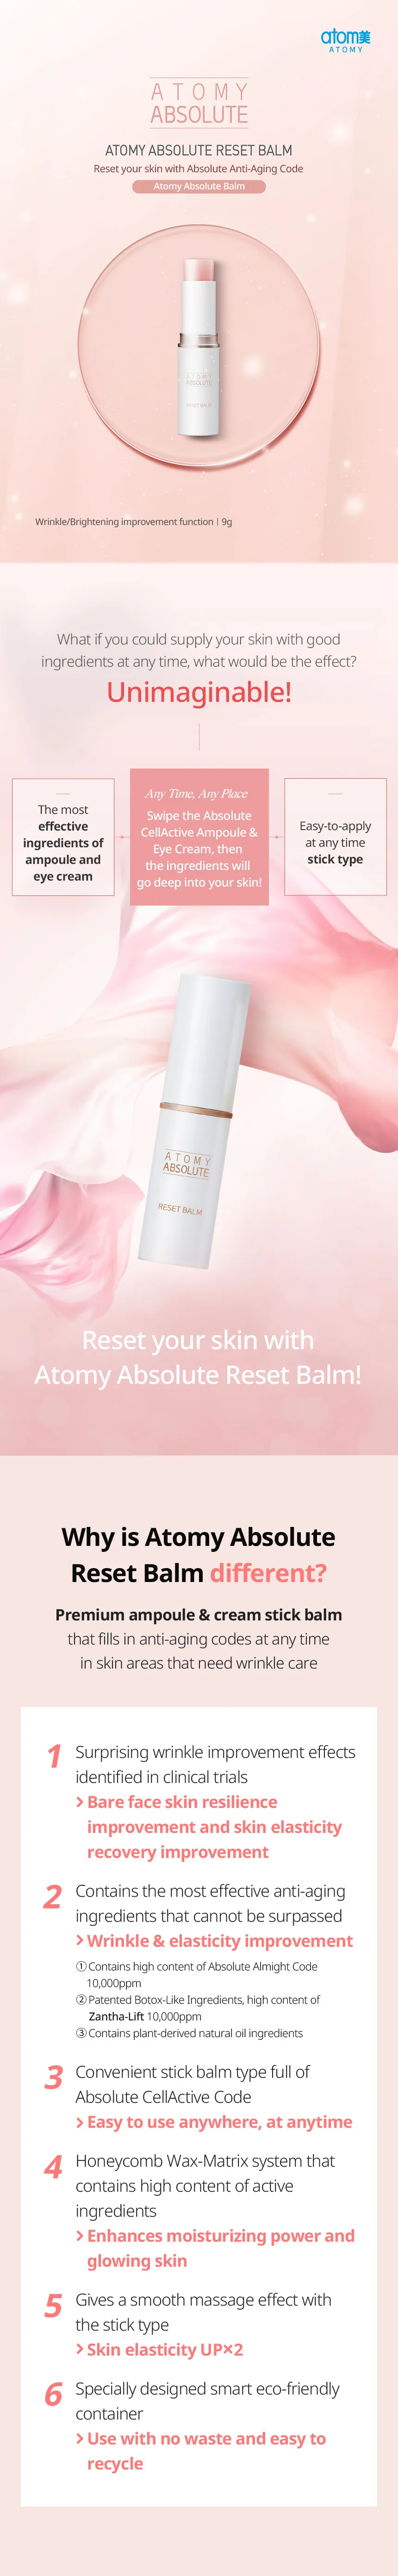 atom美
ATOMY
ATOMY
ABSOLUTE
ATOMY ABSOLUTE RESET BALM
Reset your skin with Absolute Anti-Aging Code
Atomy Absolute Balm
ATOMY
ABSOLUTE
RESET BALM
Wrinkle/Brightening improvement function | 9g
What if you could supply your skin with good
ingredients at any time, what would be the effect?
Unimaginable!
The most
effective
ingredients of
ampoule and
eye cream
Any Time, Any Place
Swipe the Absolute
CellActive Ampoule &
Eye Cream, then
the ingredients will
go deep into your skin!
Easy-to-apply
at any time
stick type
ATOMY
ABSOLUTE
RESET BALM
Reset your skin with
Atomy Absolute Reset Balm!
Why is Atomy Absolute
Reset Balm different?
Premium ampoule & cream stick balm
that fills in anti-aging codes at any time
in skin areas that need wrinkle care
1 Surprising wrinkle improvement effects
identified in clinical trials
> Bare face skin resilience
improvement and skin elasticity
recovery improvement
2 Contains the most effective anti-aging
ingredients that cannot be surpassed
> Wrinkle & elasticity improvement
① Contains high content of Absolute Almight Code
10,000ppm
② Patented Botox-Like Ingredients, high content of
Zantha-Lift 10,000ppm
③ Contains plant-derived natural oil ingredients
3 Convenient stick balm type full of
Absolute CellActive Code
> Easy to use anywhere, at anytime
4 Honeycomb Wax-Matrix system that
contains high content of active
ingredients
> Enhances moisturizing power and
glowing skin
5 Gives a smooth massage effect with
the stick type
> Skin elasticity UP×2
6 Specially designed smart eco-friendly
container
> Use with no waste and easy to
recycle